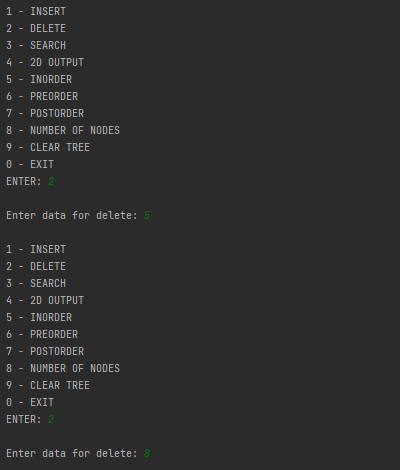 1 - INSERT
2 - DELETE
3 - SEARCH
4 - 2D OUTPUT
5 - INORDER
6 - PREORDER
7 - POSTORDER
8 - NUMBER OF NODES
9 - CLEAR TREE
0 - EXIT
ENTER: 2
Enter data for delete: 5
1 - INSERT
2 - DELETE
3 - SEARCH
4 - 2D OUTPUT
5 - INORDER
6 - PREORDER
7 - POSTORDER
8 - NUMBER OF NODES
9 - CLEAR TREE
0 - EXIT
ENTER: 2
Enter data for delete: 8